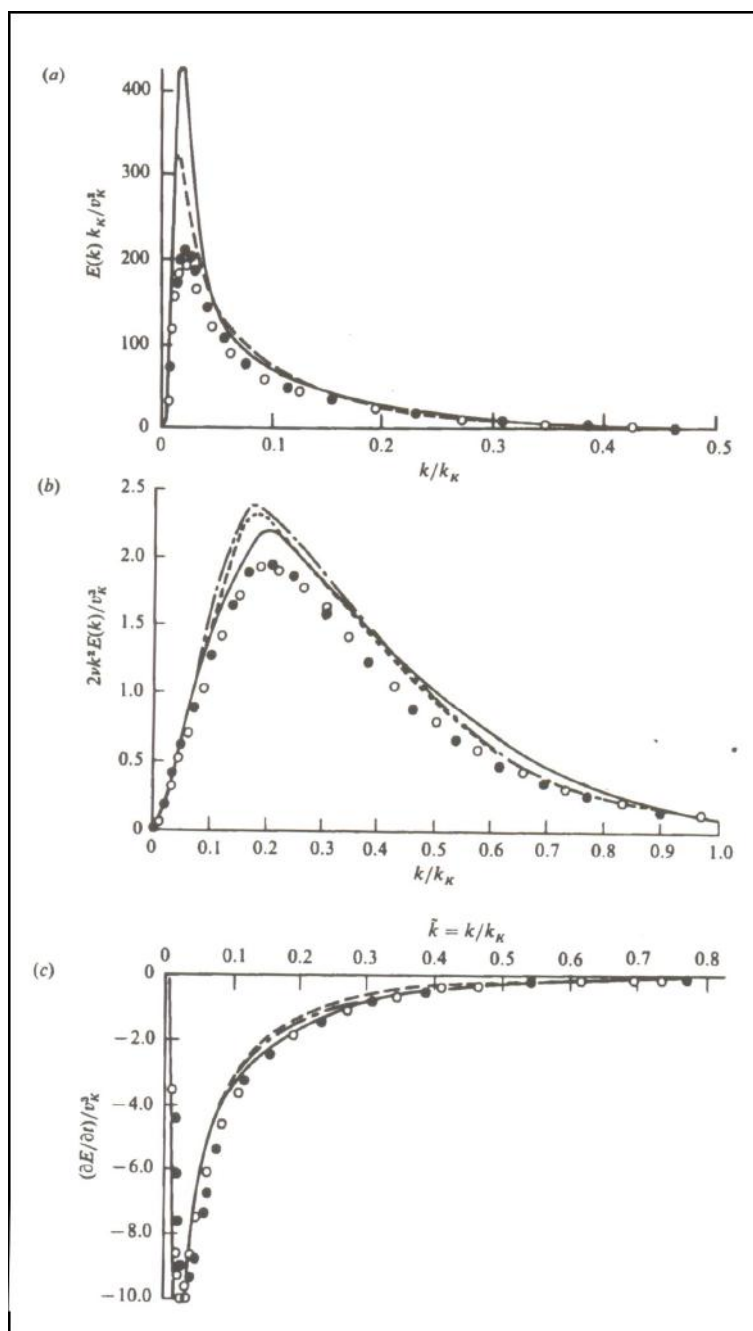 (a)
400
300
200
100
0
E(k) k_K/v_K^2
0 0.1 0.2 0.3 0.4 0.5
k/k_K
(b)
2.5
2.0
1.5
1.0
0.5
0
2νk^2E(k)/v_K^3
0 0.1 0.2 0.3 0.4 0.5 0.6 0.7 0.8 0.9 1.0
k/k_K
k̃ = k/k_K
0 0.1 0.2 0.3 0.4 0.5 0.6 0.7 0.8
(c)
0
−2.0
−4.0
−6.0
−8.0
−10.0
(∂E/∂t)/v_K^3